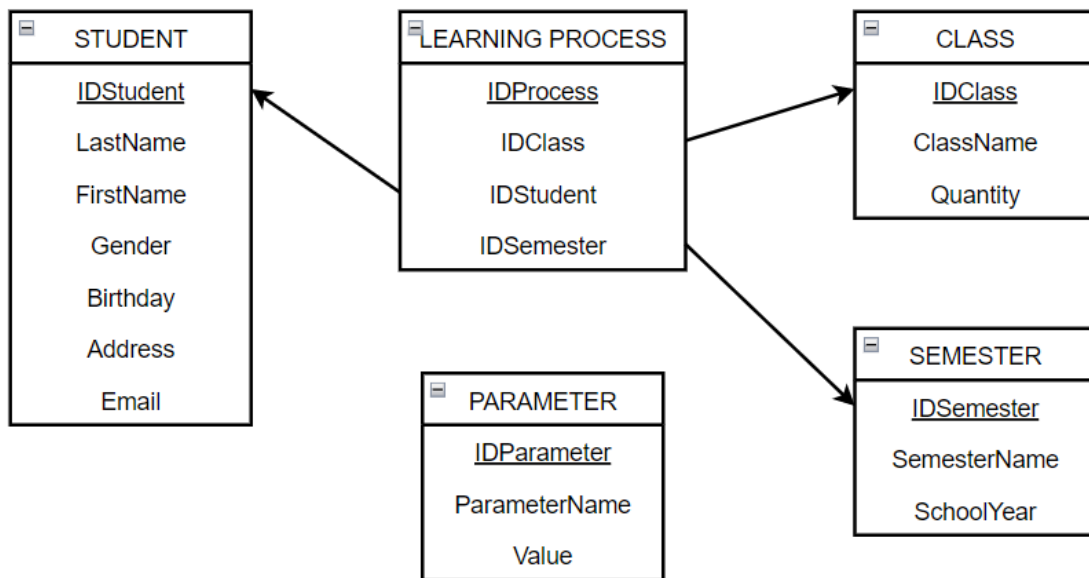 STUDENT
IDStudent
LastName
FirstName
Gender
Birthday
Address
Email
LEARNING PROCESS
IDProcess
IDClass
IDStudent
IDSemester
CLASS
IDClass
ClassName
Quantity
PARAMETER
IDParameter
ParameterName
Value
SEMESTER
IDSemester
SemesterName
SchoolYear